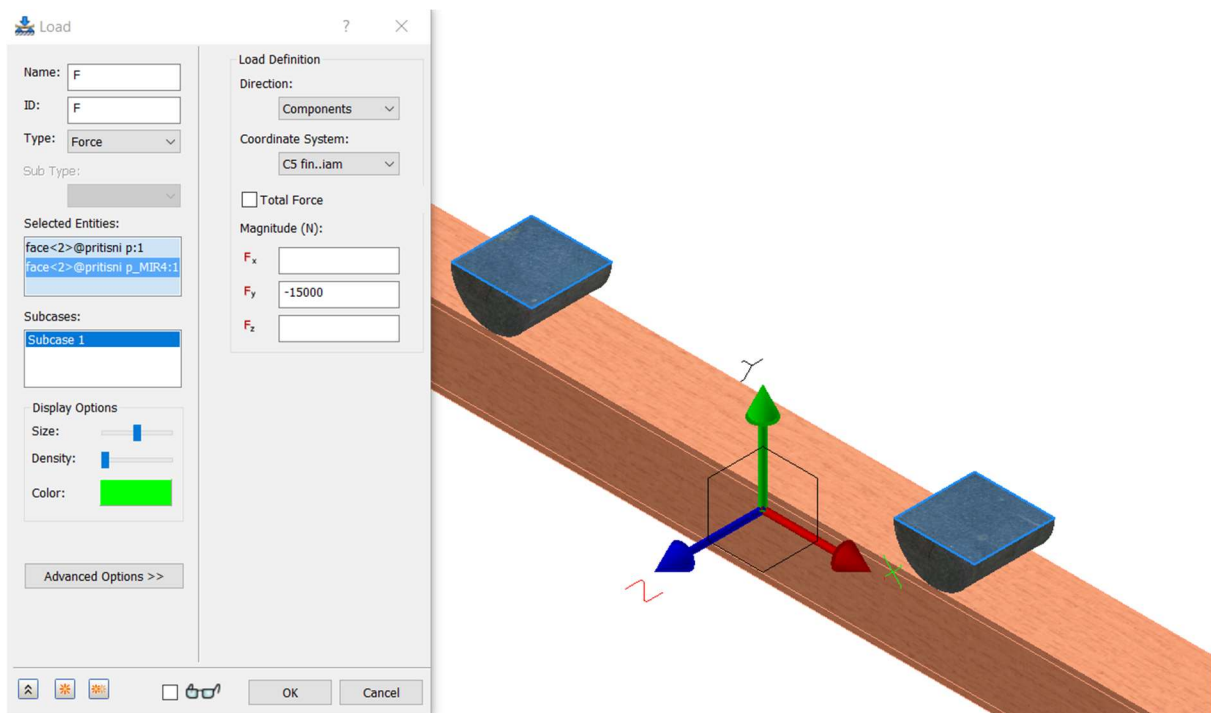 Load
?
Name: F
ID: F
Type: Force
Sub Type:
Selected Entities:
face<2>@pritisni p:1
face<2>@pritisni p_MIR4:1
Subcases:
Subcase 1
Display Options
Size:
Density:
Color:
Advanced Options >>
Load Definition
Direction:
Components
Coordinate System:
C5 fin..iam
Total Force
Magnitude (N):
Fx
Fy -15000
Fz
OK Cancel
Y
X
Z